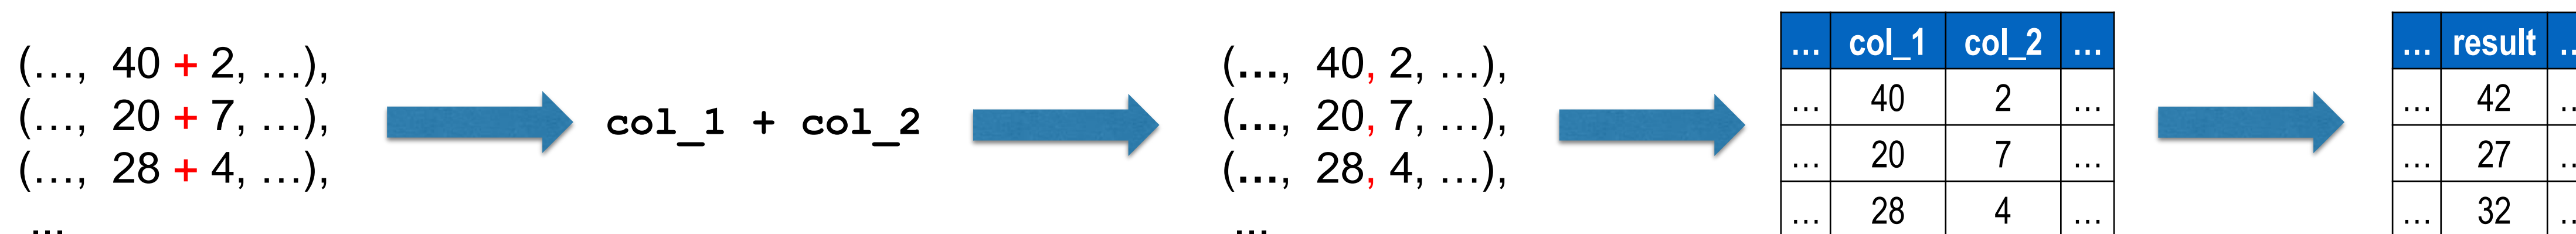 (…, 40 + 2, …),
(…, 20 + 7, …),
(…, 28 + 4, …),
...
col_1 + col_2
(…, 40, 2, …),
(…, 20, 7, …),
(…, 28, 4, …),
...
… col_1 col_2 …
… 40 2 …
… 20 7 …
… 28 4 …
… result …
… 42 …
… 27 …
… 32 …